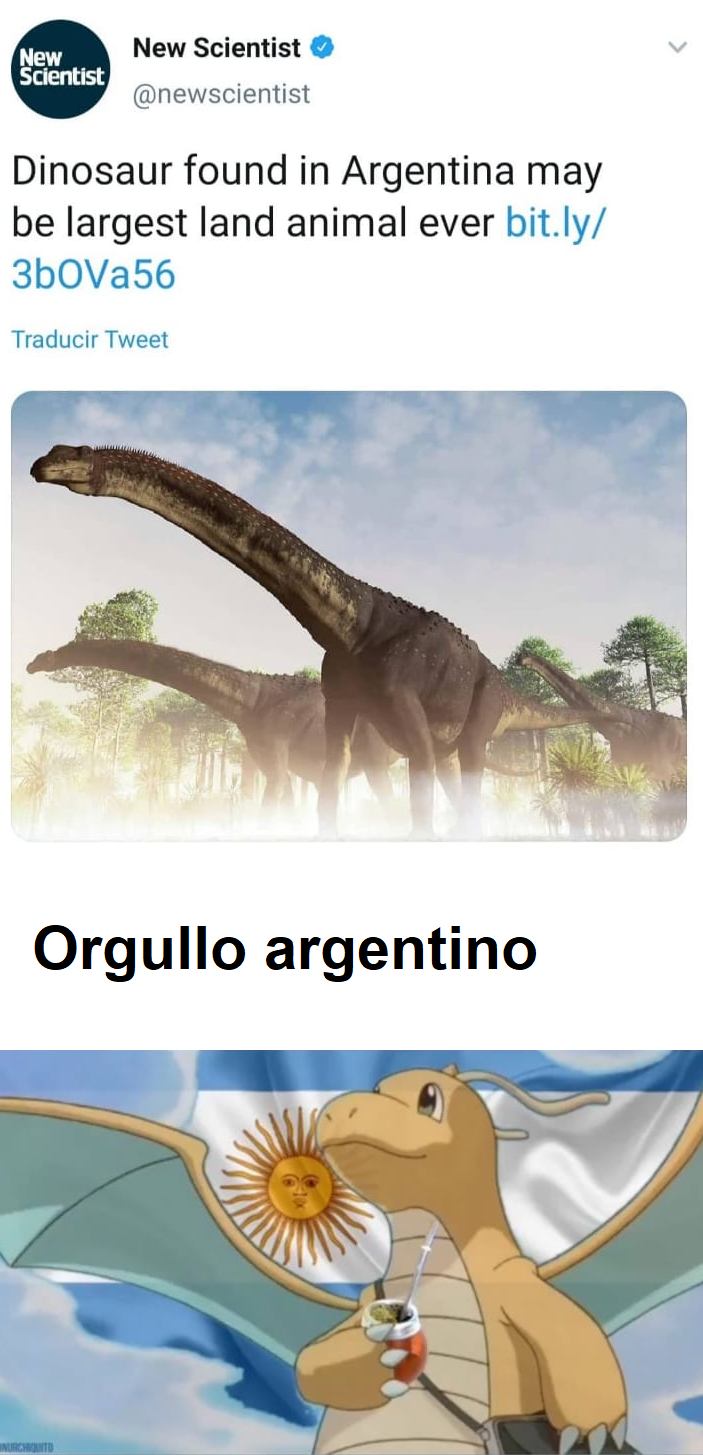 New
Scientist
New Scientist
@newscientist
Dinosaur found in Argentina may
be largest land animal ever bit.ly/
3bOVa56
Traducir Tweet
Orgullo argentino